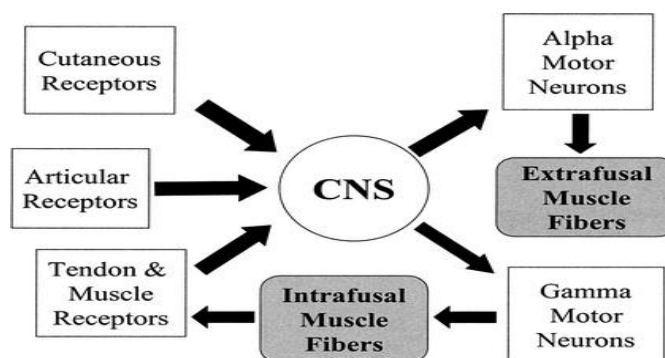 Cutaneous
Receptors
Articular
Receptors
Tendon &
Muscle
Receptors
CNS
Intrafusal
Muscle
Fibers
Alpha
Motor
Neurons
Extrafusal
Muscle
Fibers
Gamma
Motor
Neurons